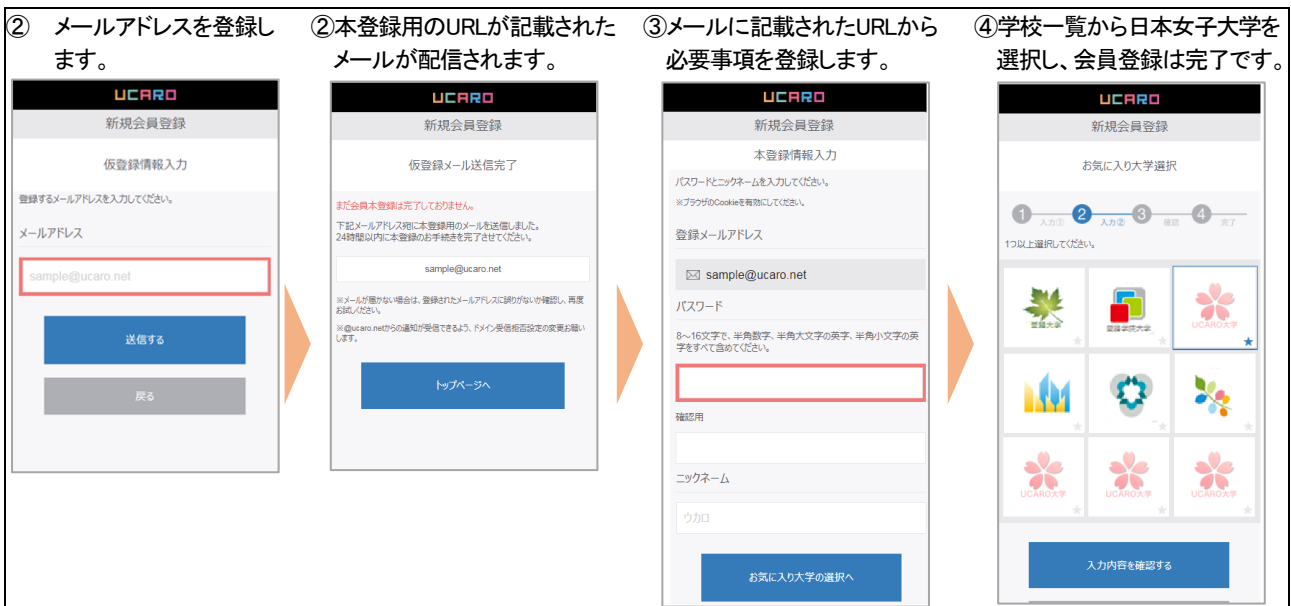 ② メールアドレスを登録し
ます。
UCARO
新規会員登録
仮登録情報入力
登録するメールアドレスを入力してください。
メールアドレス
sample@ucaro.net
送信する
戻る
②本登録用のURLが記載された
メールが配信されます。
UCARO
新規会員登録
仮登録メール送信完了
まだ会員本登録は完了しておりません。
下記メールアドレス宛に本登録用のメールを送信しました。
24時間以内に本登録のお手続きを完了させてください。
sample@ucaro.net
※メールが届かない場合は、登録されたメールアドレスに誤りがないか確認し、再度
お試しください。
※@ucaro.netからの通知が受信できるよう、ドメイン受信拒否設定の変更お願い
します。
トップページへ
③メールに記載されたURLから
必要事項を登録します。
UCARO
新規会員登録
本登録情報入力
パスワードとニックネームを入力してください。
※ブラウザのCookieを有効にしてください。
登録メールアドレス
sample@ucaro.net
パスワード
8～16文字で、半角数字、半角大文字の英字、半角小文字の英
字をすべて含めてください。
確認用
ニックネーム
ウカロ
お気に入り大学の選択へ
④学校一覧から日本女子大学を
選択し、会員登録は完了です。
UCARO
新規会員登録
お気に入り大学選択
1 入力① 2 入力② 3 確認 4 完了
1つ以上選択してください。
UCARO大学
UCARO大学 UCARO大学 UCARO大学
入力内容を確認する